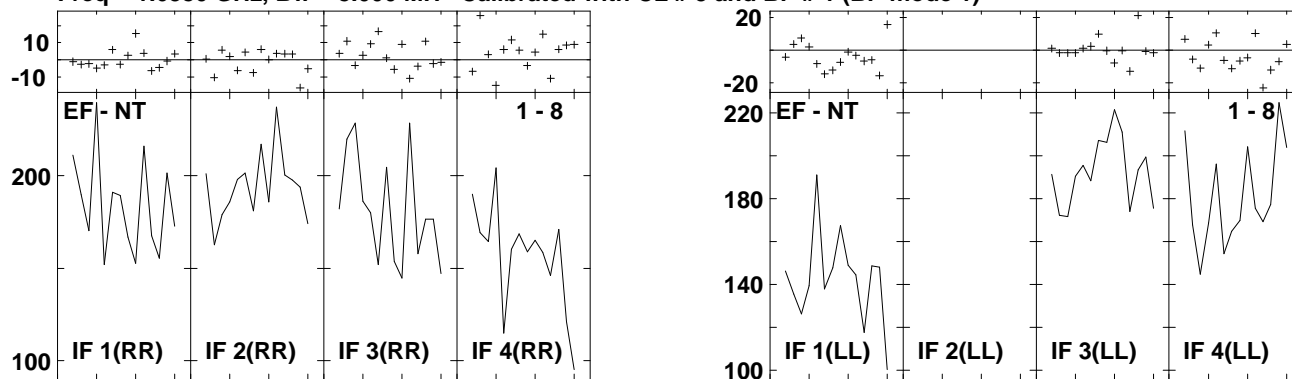 10
-10
EF - NT
1 - 8
200
100
IF 1(RR)
IF 2(RR)
IF 3(RR)
IF 4(RR)
20
-20
EF - NT
1 - 8
220
180
140
100
IF 1(LL)
IF 2(LL)
IF 3(LL)
IF 4(LL)